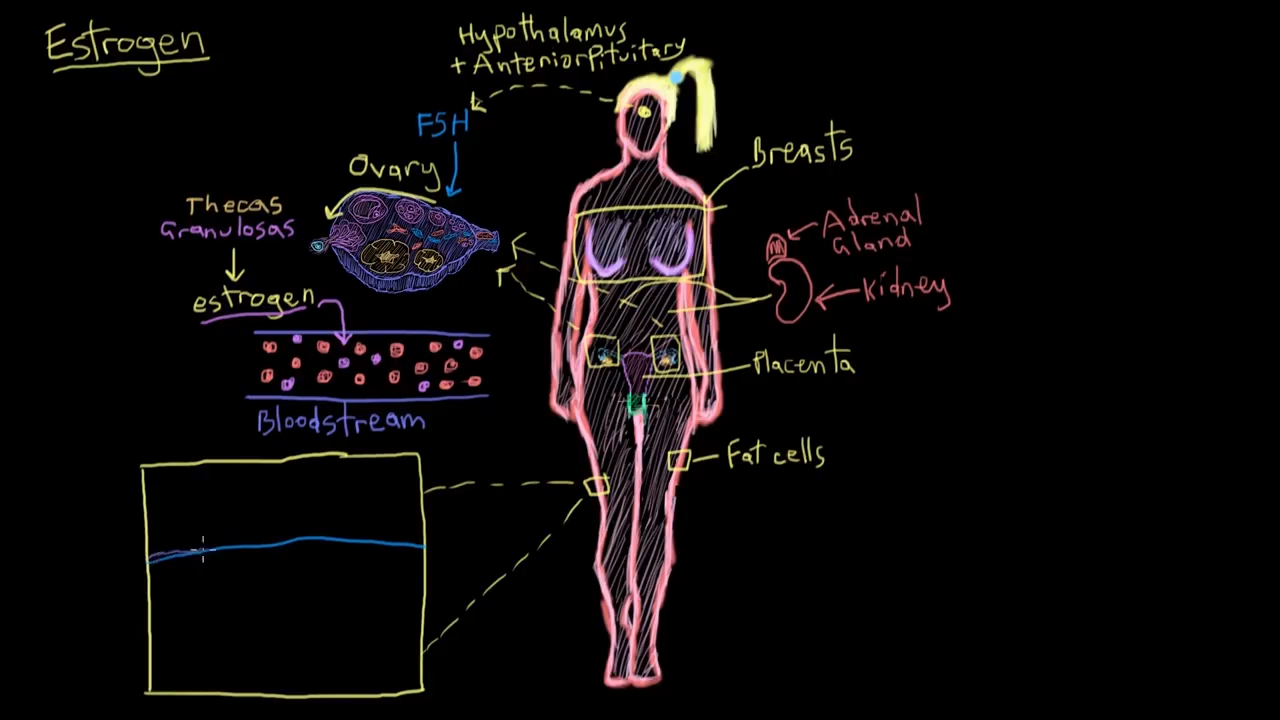 Estrogen
Hypothalamus
+ Anterior Pituitary
FSH
Ovary
Thecas
Granulosas
estrogen
Bloodstream
Breasts
Adrenal
Gland
Kidney
Placenta
Fat cells